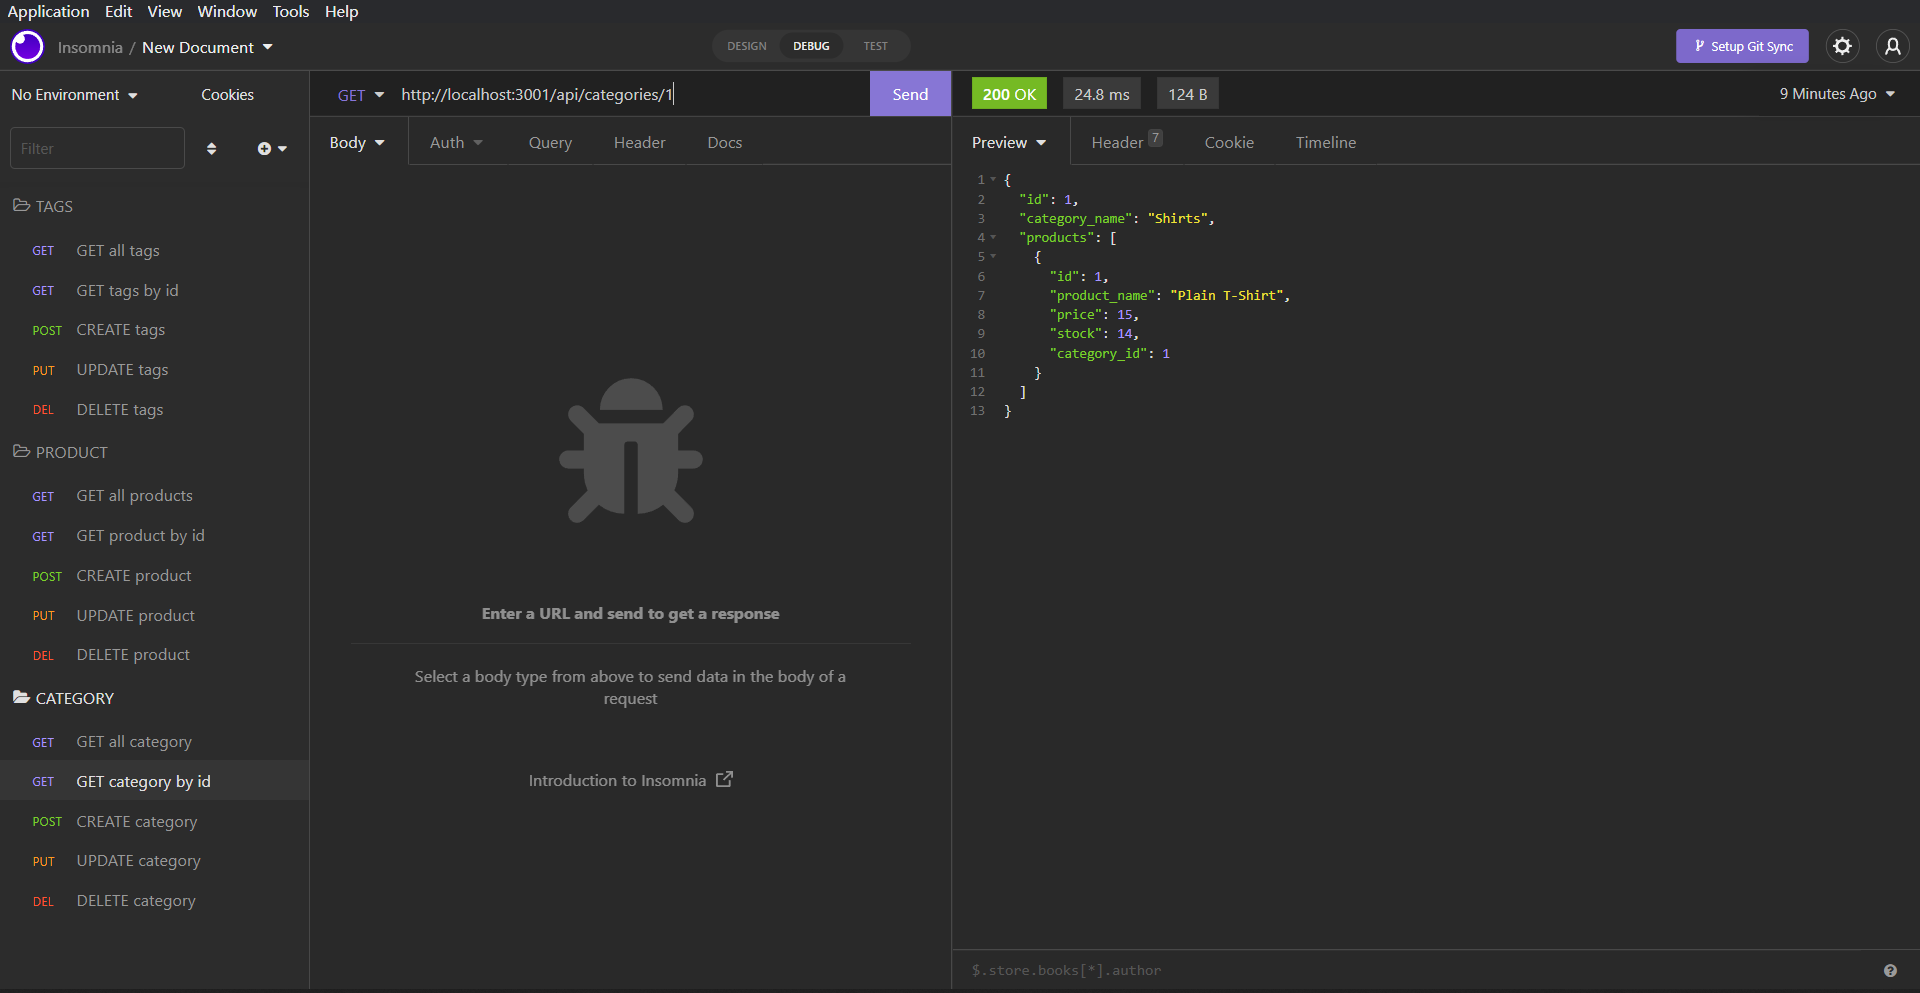 Application Edit View Window Tools Help
Insomnia / New Document
DESIGN DEBUG TEST
Setup Git Sync
No Environment Cookies
Filter
TAGS
GET GET all tags
GET GET tags by id
POST CREATE tags
PUT UPDATE tags
DEL DELETE tags
PRODUCT
GET GET all products
GET GET product by id
POST CREATE product
PUT UPDATE product
DEL DELETE product
CATEGORY
GET GET all category
GET GET category by id
POST CREATE category
PUT UPDATE category
DEL DELETE category
GET http://localhost:3001/api/categories/1 Send
Body Auth Query Header Docs
Enter a URL and send to get a response
Select a body type from above to send data in the body of a
request
Introduction to Insomnia
200 OK 24.8 ms 124 B 9 Minutes Ago
Preview Header 7 Cookie Timeline
1 {
2 "id": 1,
3 "category_name": "Shirts",
4 "products": [
5 {
6 "id": 1,
7 "product_name": "Plain T-Shirt",
8 "price": 15,
9 "stock": 14,
10 "category_id": 1
11 }
12 ]
13 }
$.store.books[*].author